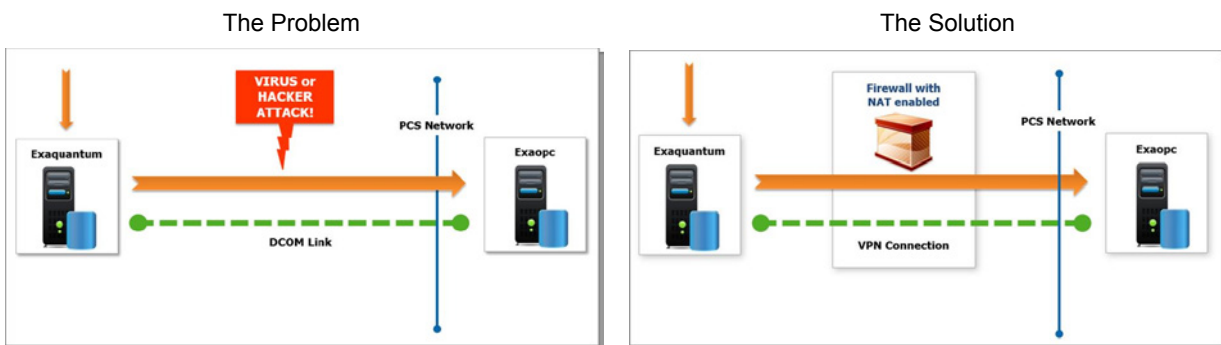 The Problem
VIRUS or
HACKER
ATTACK!
PCS Network
Exaquantum
Exaopc
DCOM Link
The Solution
Firewall with
NAT enabled
PCS Network
Exaquantum
Exaopc
VPN Connection